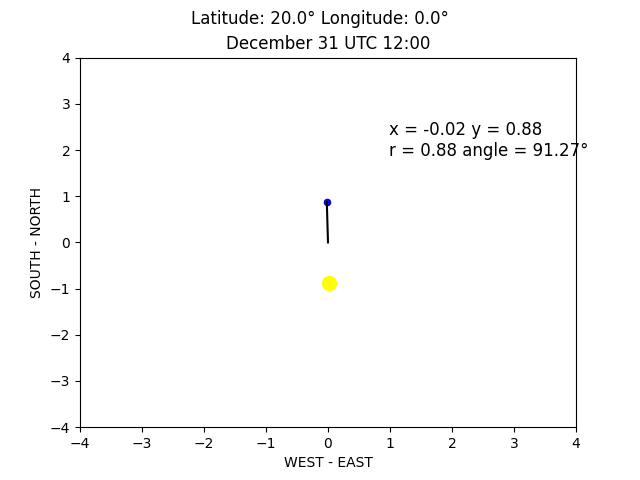 Latitude: 20.0° Longitude: 0.0°
December 31 UTC 12:00
x = -0.02 y = 0.88
r = 0.88 angle = 91.27°
SOUTH - NORTH
4
3
2
1
0
−1
−2
−3
−4
−4 −3 −2 −1 0 1 2 3 4
WEST - EAST